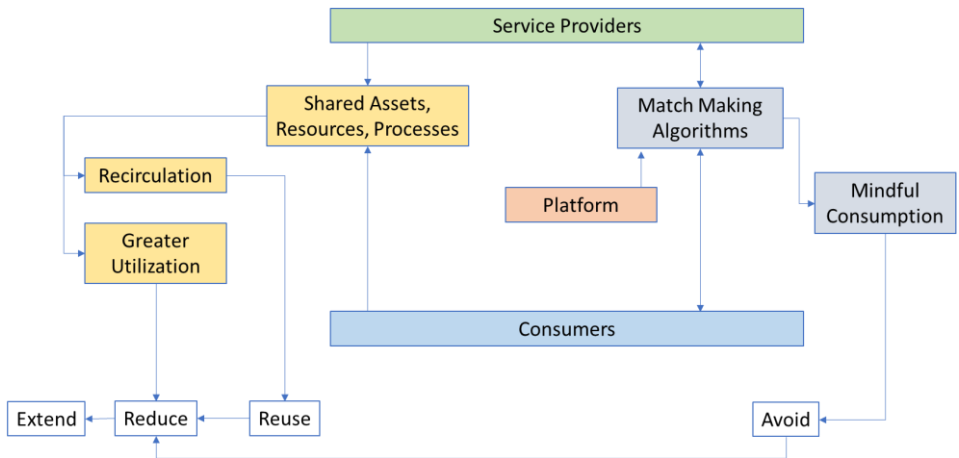 Service Providers
Shared Assets,
Resources, Processes
Match Making
Algorithms
Recirculation
Platform
Mindful
Consumption
Greater
Utilization
Consumers
Extend
Reduce
Reuse
Avoid